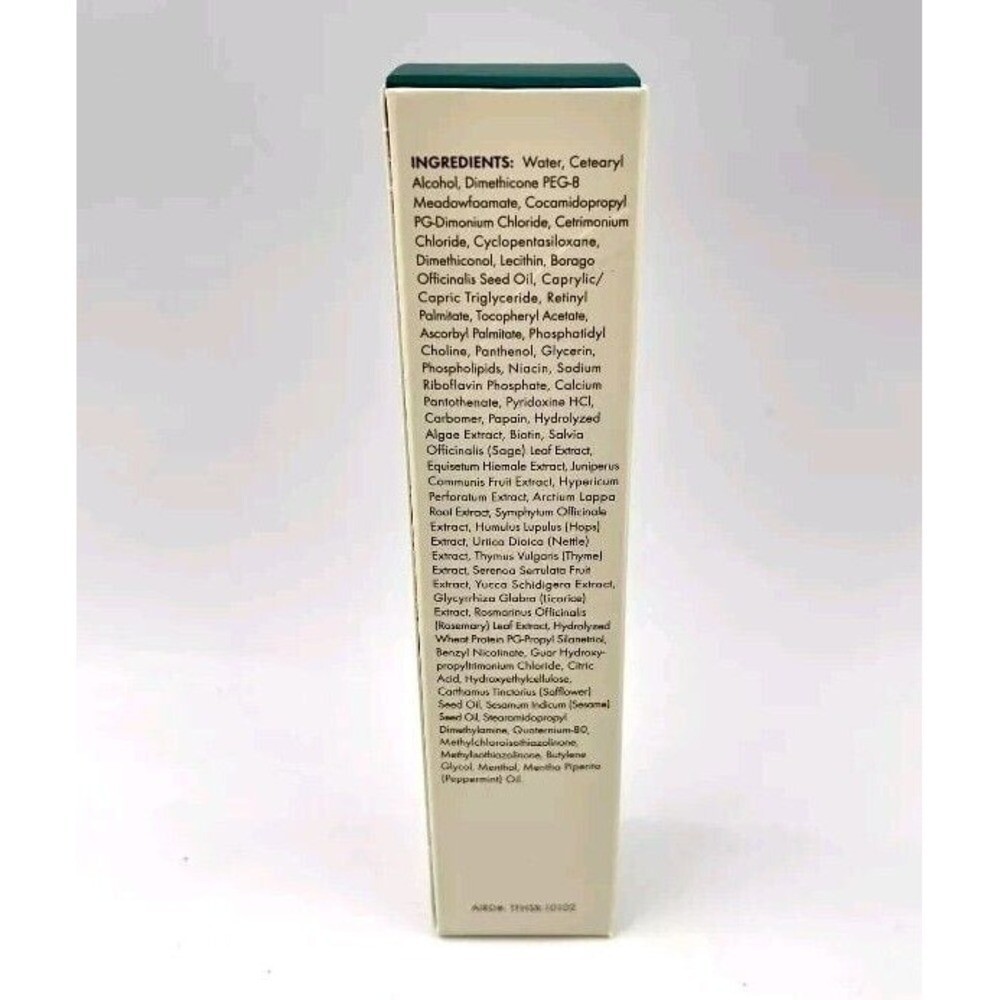 INGREDIENTS: Water, Cetearyl
Alcohol, Dimethicone PEG-8
Meadowfoamate, Cocamidopropyl
PG-Dimonium Chloride, Cetrimonium
Chloride, Cyclopentasiloxane,
Dimethiconol, Lecithin, Borago
Officinalis Seed Oil, Caprylic/
Capric Triglyceride, Retinyl
Palmitate, Tocopheryl Acetate,
Ascorbyl Palmitate, Phosphatidyl
Choline, Panthenol, Glycerin,
Phospholipids, Niacin, Sodium
Riboflavin Phosphate, Calcium
Pantothenate, Pyridoxine HCl,
Carbomer, Papain, Hydrolyzed
Algae Extract, Biotin, Salvia
Officinalis (Sage) Leaf Extract,
Equisetum Hiemale Extract, Juniperus
Communis Fruit Extract, Hypericum
Perforatum Extract, Arctium Lappa
Root Extract, Symphytum Officinale
Extract, Humulus Lupulus (Hops)
Extract, Urtica Dioica (Nettle)
Extract, Thymus Vulgaris (Thyme)
Extract, Serenoa Serrulata Fruit
Extract, Yucca Schidigera Extract,
Glycyrrhiza Glabra (Licorice)
Extract, Rosmarinus Officinalis
(Rosemary) Leaf Extract, Hydrolyzed
Wheat Protein PG-Propyl Silanetriol,
Benzyl Nicotinate, Guar Hydroxy-
propyltrimonium Chloride, Citric
Acid, Hydroxyethylcellulose,
Carthamus Tinctorius (Safflower)
Seed Oil, Sesamum Indicum (Sesame)
Seed Oil, Stearamidopropyl
Dimethylamine, Quaternium-80,
Methylchloroisothiazolinone,
Methylisothiazolinone, Butylene
Glycol, Menthol, Mentha Piperita
(Peppermint) Oil.